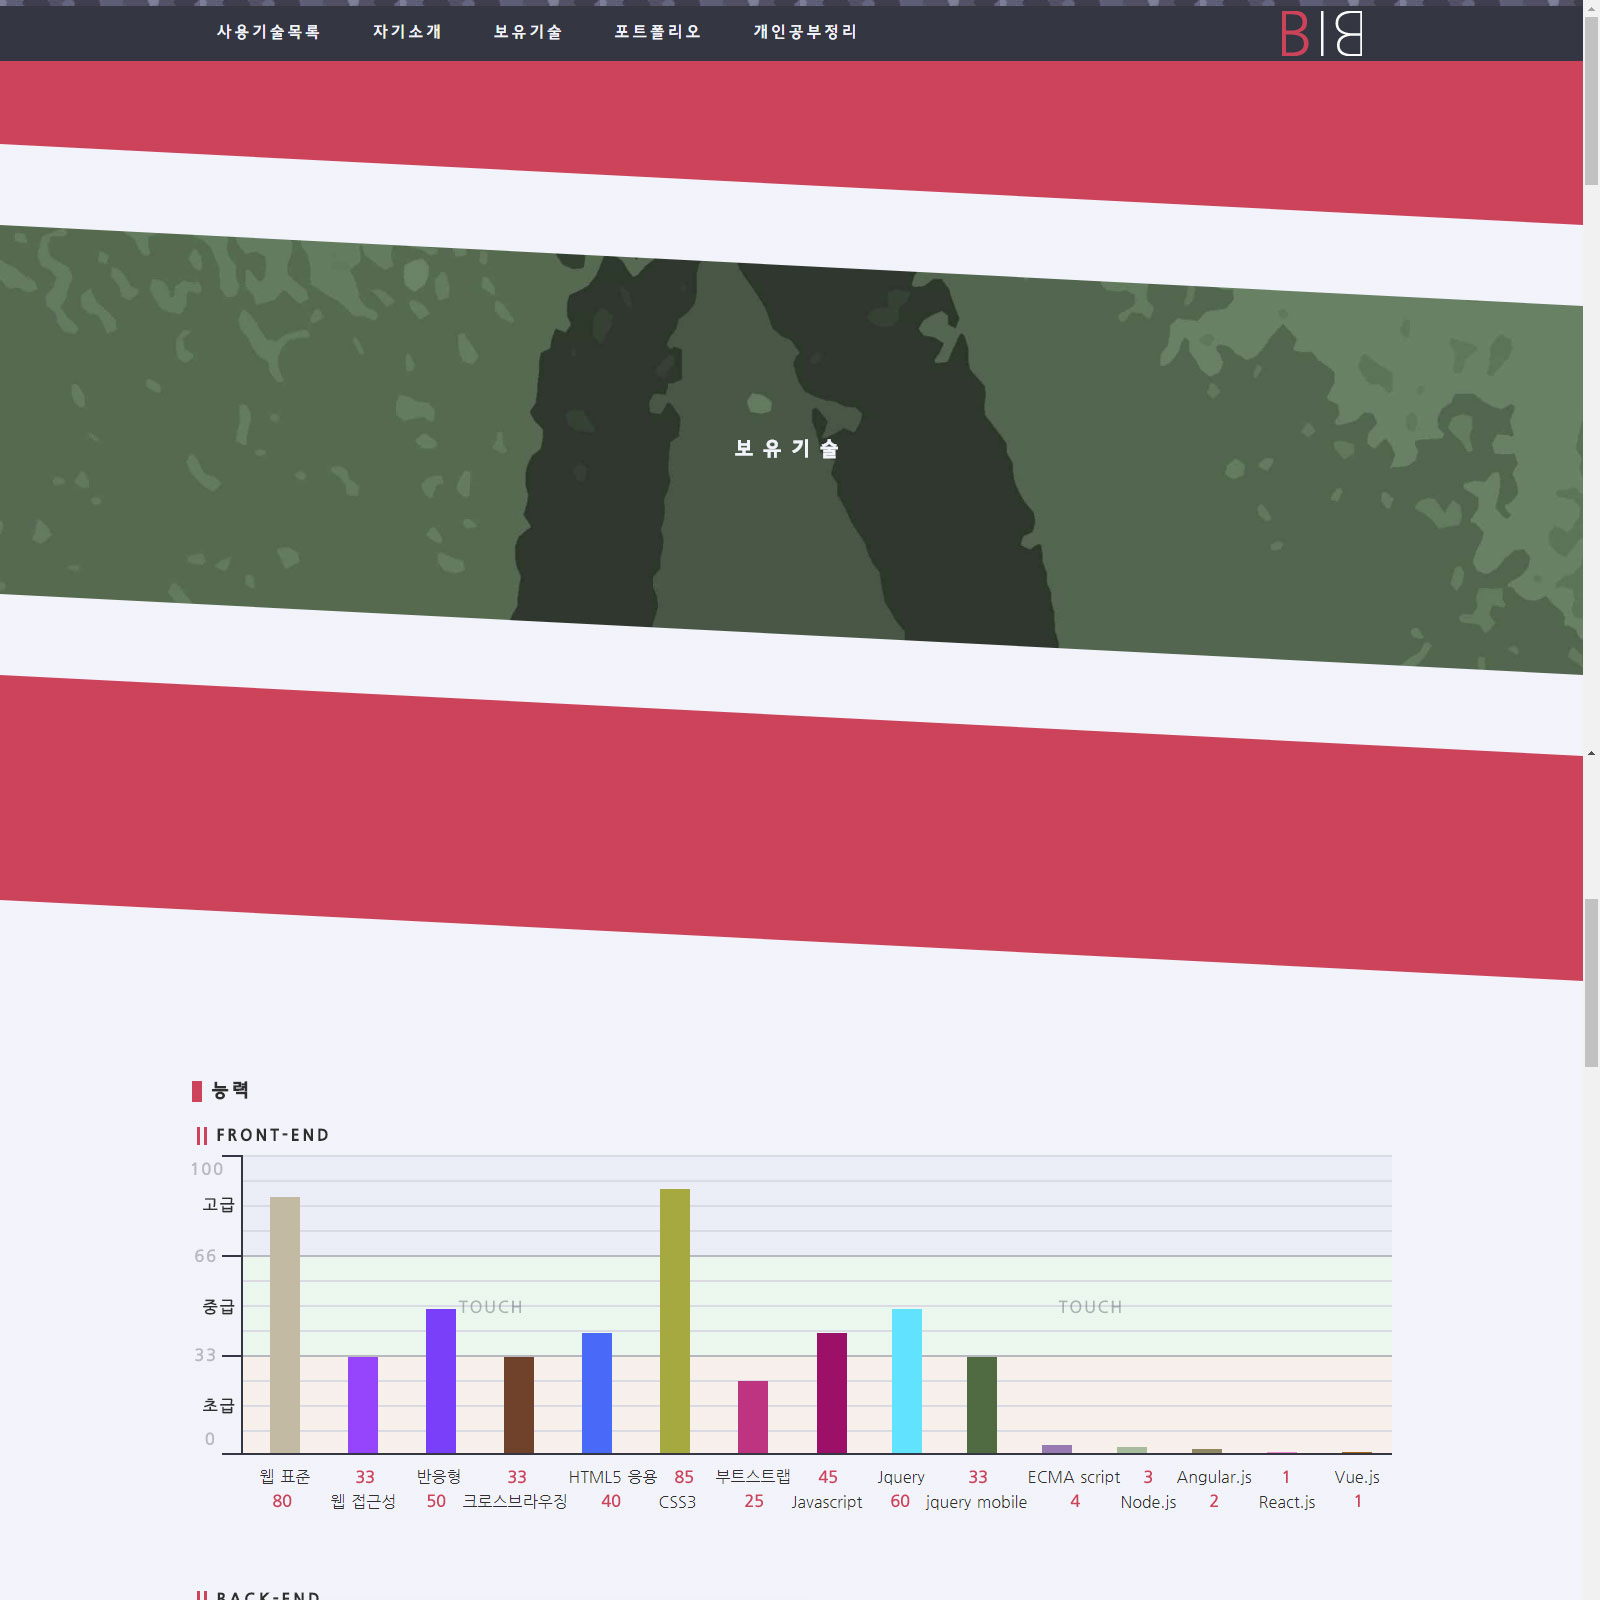 사용기술목록 자기소개 보유기술 포트폴리오 개인공부정리
B
보유기술
능력
FRONT-END
100
고급
66
중급 TOUCH TOUCH
33
초급
0
웹 표준 33 반응형 33 HTML5 응용 85 부트스트랩 45 Jquery 33 ECMA script 3 Angular.js 1 Vue.js
80 웹 접근성 50 크로스브라우징 40 CSS3 25 Javascript 60 jquery mobile 4 Node.js 2 React.js 1
BACK-END